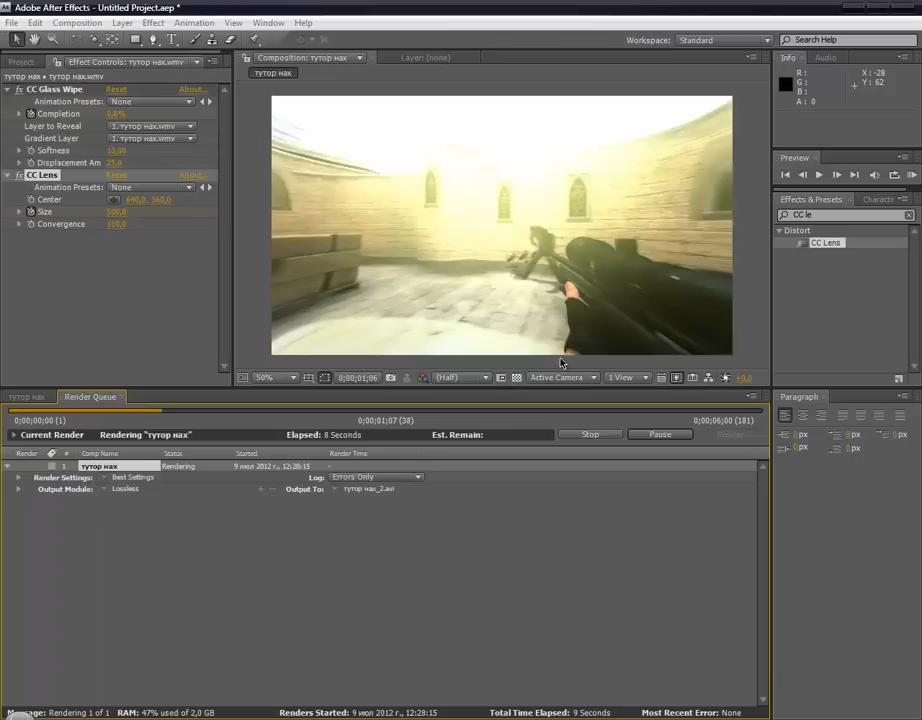 Adobe After Effects - Untitled Project.aep *
File Edit Composition Layer Effect Animation View Window Help
Workspace: Standard Search Help
Project Effect Controls: тутор нах.wmv Composition: тутор нах Layer: (none) Info Audio
тутор нах • тутор нах.wmv тутор нах
R: X: -28
G: Y: 62
B:
A: 0
fx CC Glass Wipe Reset About...
Animation Presets: None
Completion 0,0%
Layer to Reveal 1. тутор нах.wmv
Gradient Layer 1. тутор нах.wmv
Softness 10,00
Displacement Am 25,0
fx CC Lens Reset About...
Animation Presets: None
Center 640,0, 360,0
Size 500,0
Convergence 100,0
Preview
Effects & Presets Characte
CC le
Distort
CC Lens
50% 0;00;01;06 (Half) Active Camera 1 View +0,0
тутор нах Render Queue Paragraph
0;00;00;00 (1) 0;00;01;07 (38) 0;00;06;00 (181)
Current Render Rendering "тутор нах" Elapsed: 8 Seconds Est. Remain: Stop Pause Render
Render # Comp Name Status Started Render Time
1 тутор нах Rendering 9 июл 2012 г., 12:28:15 -
Render Settings: Best Settings Log: Errors Only
Output Module: Lossless + − Output To: тутор нах_2.avi
0 px 0 px 0 px
0 px 0 px
Message: Rendering 1 of 1 RAM: 47% used of 2,0 GB Renders Started: 9 июл 2012 г., 12:28:15 Total Time Elapsed: 9 Seconds Most Recent Error: None